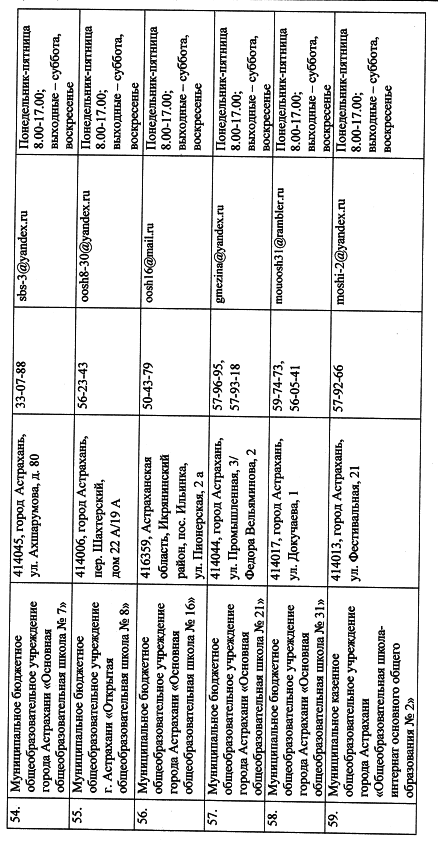 54.
Муниципальное бюджетное
общеобразовательное учреждение
города Астрахани «Основная
общеобразовательная школа № 7»
414045, город Астрахань,
ул. Ахшарумова, д. 80
33-07-88
sbs-3@yandex.ru
Понедельник-пятница
8.00-17.00;
выходные – суббота,
воскресенье
55.
Муниципальное бюджетное
общеобразовательное учреждение
г. Астрахани «Открытая
общеобразовательная школа № 8»
414006, город Астрахань,
пер. Шахтерский,
дом 22 А/19 А
56-23-43
oosh8-30@yandex.ru
Понедельник-пятница
8.00-17.00;
выходные – суббота,
воскресенье
56.
Муниципальное бюджетное
общеобразовательное учреждение
города Астрахани «Основная
общеобразовательная школа № 16»
416359, Астраханская
область, Икрянинский
район, пос. Ильинка,
ул. Пионерская, 2 а
50-43-79
oosh16@mail.ru
Понедельник-пятница
8.00-17.00;
выходные – суббота,
воскресенье
57.
Муниципальное бюджетное
общеобразовательное учреждение
города Астрахани «Основная
общеобразовательная школа № 21»
414044, город Астрахань,
ул. Промышленная, 3/
Федора Вельяминова, 2
57-96-95,
57-93-18
gmezina@yandex.ru
Понедельник-пятница
8.00-17.00;
выходные – суббота,
воскресенье
58.
Муниципальное бюджетное
общеобразовательное учреждение
города Астрахани «Основная
общеобразовательная школа № 31»
414017, город Астрахань,
ул. Докучаева, 1
59-74-73,
56-05-41
mouoosh31@rambler.ru
Понедельник-пятница
8.00-17.00;
выходные – суббота,
воскресенье
59.
Муниципальное казенное
общеобразовательное учреждение
города Астрахани
«Общеобразовательная школа-
интернат основного общего
образования № 2»
414013, город Астрахань,
ул. Фестивальная, 21
57-92-66
moshi-2@yandex.ru
Понедельник-пятница
8.00-17.00;
выходные – суббота,
воскресенье